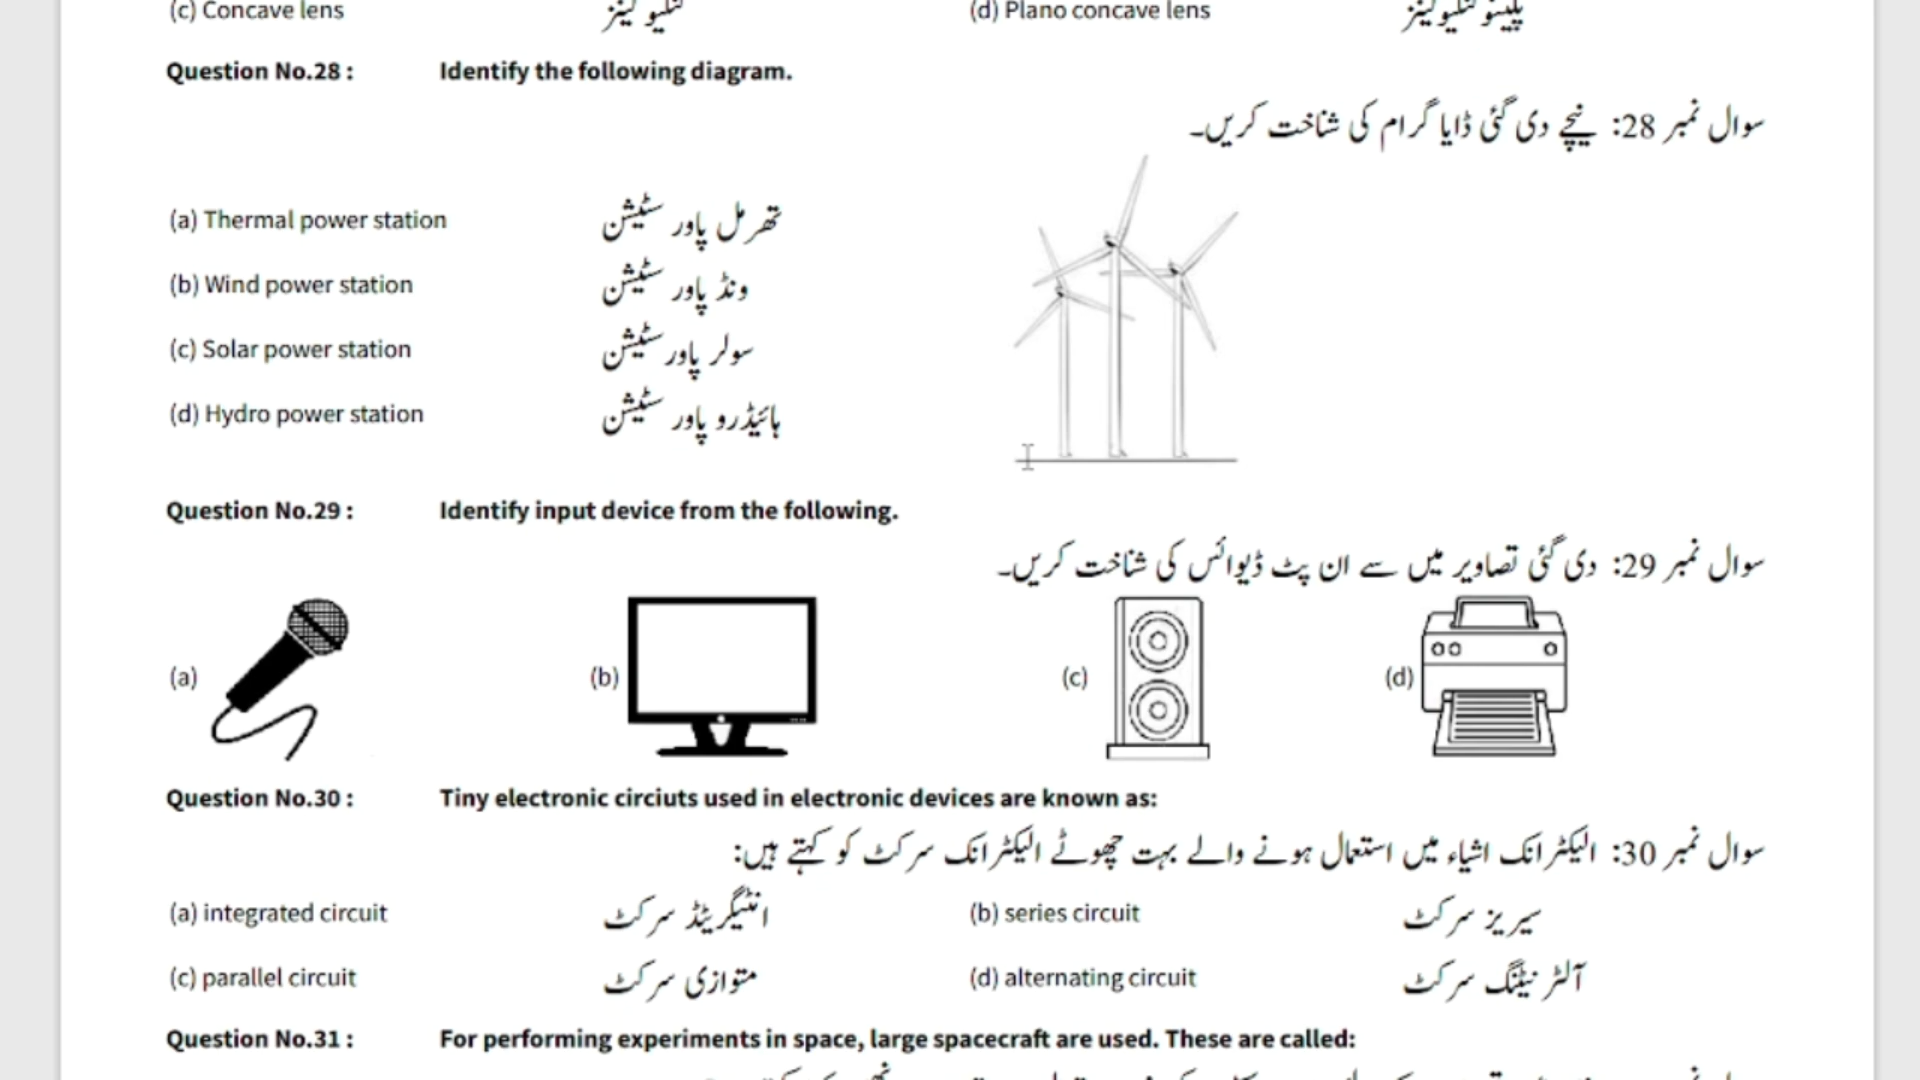 (c) Concave lens
(d) Plano concave lens
Question No.28 : Identify the following diagram.
سوال نمبر 28: نیچے دی گئی ڈایا گرام کی شناخت کریں۔
(a) Thermal power station تھرمل پاور سٹیشن
(b) Wind power station ونڈ پاور سٹیشن
(c) Solar power station سولر پاور سٹیشن
(d) Hydro power station ہائیڈرو پاور سٹیشن
Question No.29 : Identify input device from the following.
سوال نمبر 29: دی گئی تصاویر میں سے ان پٹ ڈیوائس کی شناخت کریں۔
(a) (b) (c) (d)
Question No.30 : Tiny electronic circiuts used in electronic devices are known as:
سوال نمبر 30: الیکٹرانک اشیاء میں استعمال ہونے والے بہت چھوٹے الیکٹرانک سرکٹ کو کہتے ہیں:
(a) integrated circuit انٹیگریٹڈ سرکٹ (b) series circuit سیریز سرکٹ
(c) parallel circuit متوازی سرکٹ (d) alternating circuit آلٹرنیٹنگ سرکٹ
Question No.31 : For performing experiments in space, large spacecraft are used. These are called: